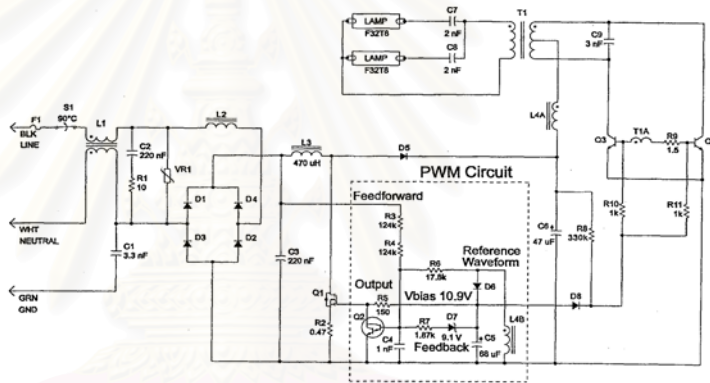 C7
LAMP
F32T8
2 nF
C8
LAMP
F32T8
2 nF
T1
C9
3 nF
L4A
F1
S1
90°C
L1
BLK
LINE
L2
C2
220 nF
R1
10
VR1
L3
470 uH
D5
Q3
T1A
R9
1.5
PWM Circuit
D1
D4
D3
D2
Feedforward
R3
124k
R4
124k
R10
1k
R11
1k
WHT
NEUTRAL
C1
3.3 nF
C3
220 nF
C6
47 uF
R8
330k
R6
17.8k
Reference
Waveform
D6
Output
Vbias 10.9V
Q1
R5
150
D8
R2
0.47
Q2
R7
1.87k
D7
9.1 V
L4B
C4
1 nF
Feedback
C5
68 uF
GRN
GND